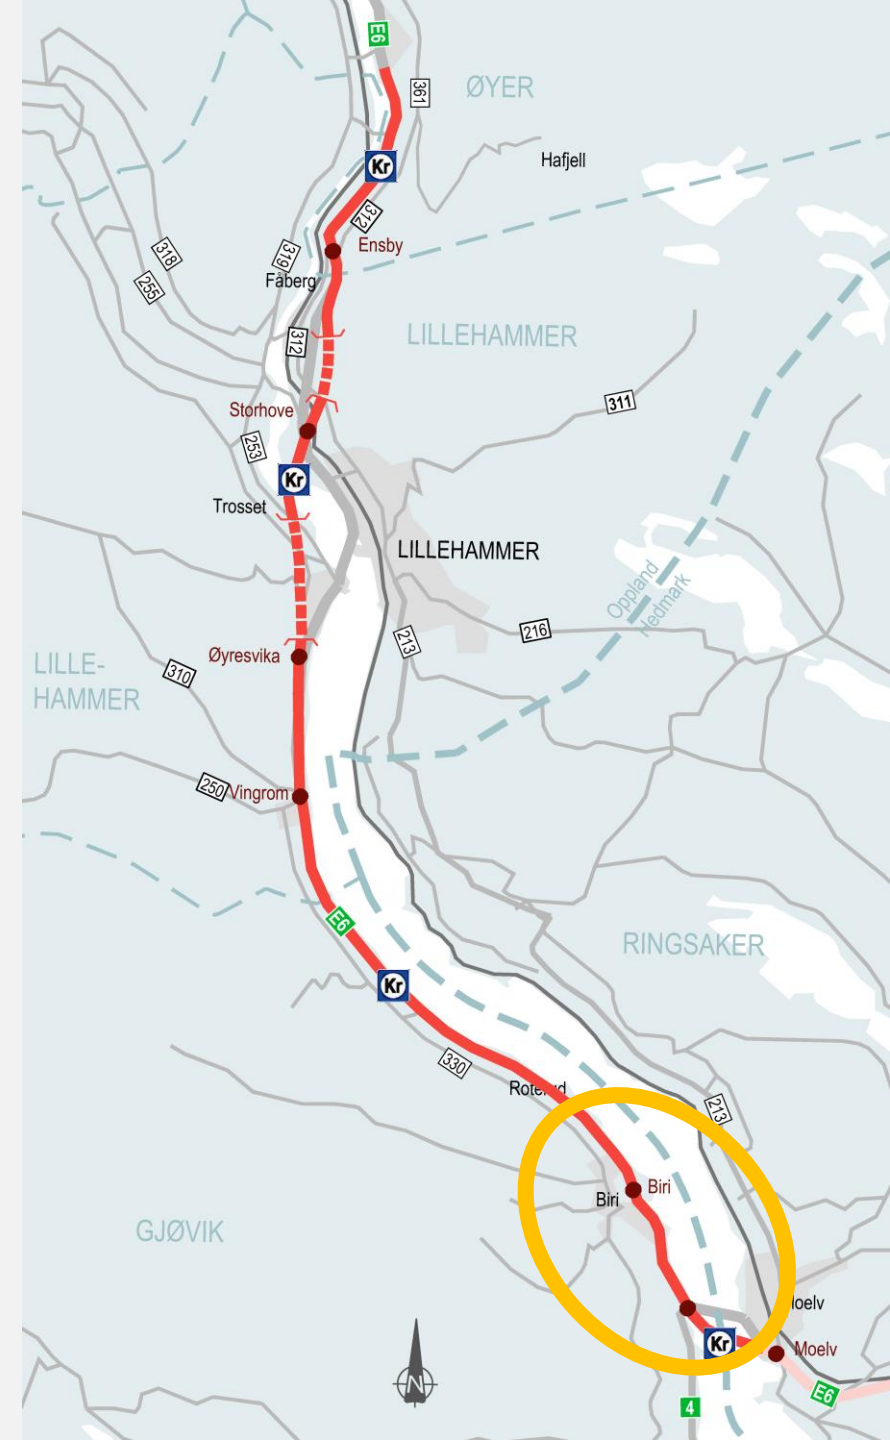 E6
361
ØYER
Hafjell
Kr
312
Ensby
318
319
255
Fåberg
312
LILLEHAMMER
311
Storhove
253
Kr
Trosset
LILLEHAMMER
Oppland
Hedmark
216
213
Øyresvika
LILLE-
HAMMER
310
250
Vingrom
E6
RINGSAKER
Kr
330
213
Biri
Biri
GJØVIK
Kr
Moelv
N
E6
4